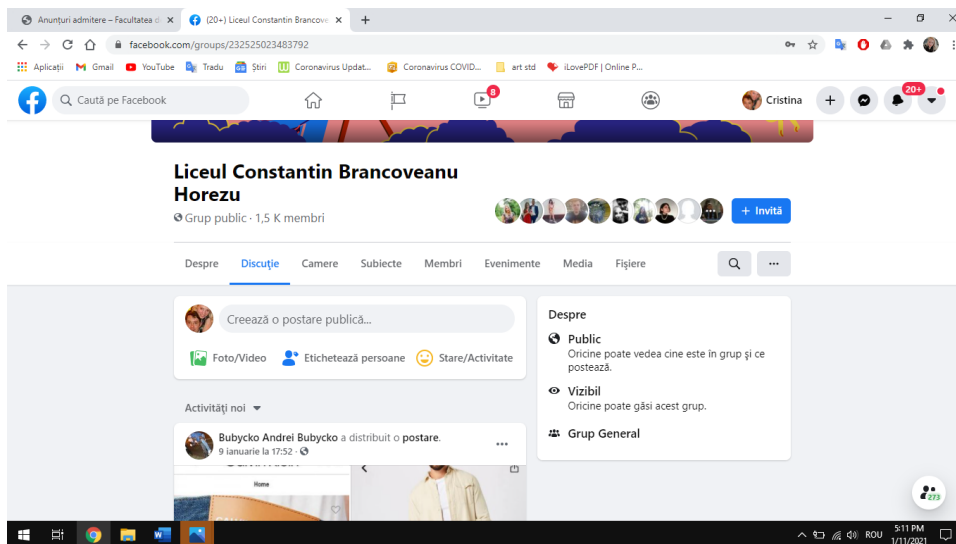 Anunțuri admitere – Facultatea d
(20+) Liceul Constantin Brancove
facebook.com/groups/232525023483792
Aplicații
Gmail
YouTube
Tradu
Știri
Coronavirus Updat...
Coronavirus COVID...
art std
iLovePDF | Online P...
Caută pe Facebook
8
Cristina
20+
Liceul Constantin Brancoveanu
Horezu
Grup public · 1,5 K membri
+ Invită
Despre
Discuție
Camere
Subiecte
Membri
Evenimente
Media
Fișiere
Creează o postare publică...
Foto/Video
Etichetează persoane
Stare/Activitate
Despre
Public
Oricine poate vedea cine este în grup și ce
postează.
Vizibil
Oricine poate găsi acest grup.
Grup General
Activități noi
Bubycko Andrei Bubycko a distribuit o postare.
9 ianuarie la 17:52 ·
Home
273
ROU
5:11 PM
1/11/2021